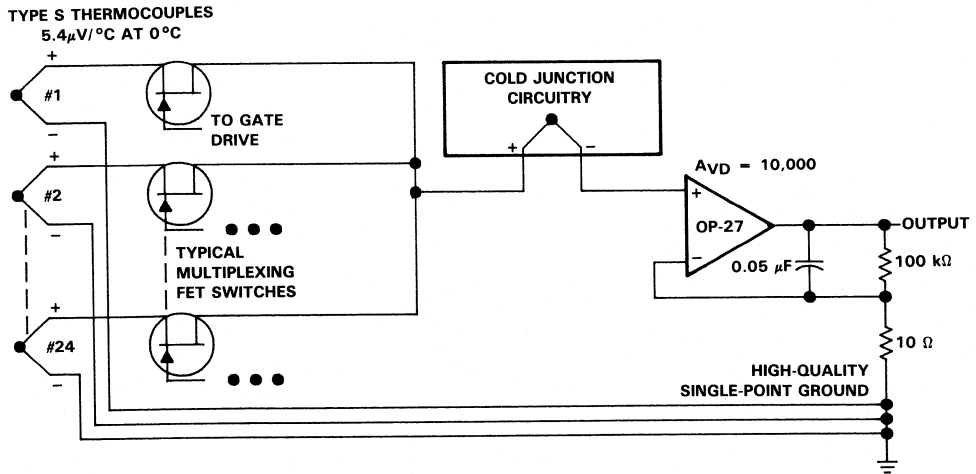 TYPE S THERMOCOUPLES
5.4μV/°C AT 0°C
+
#1
−
TO GATE
DRIVE
+
#2
−
TYPICAL
MULTIPLEXING
FET SWITCHES
+
#24
−
COLD JUNCTION
CIRCUITRY
+ −
AVD = 10,000
+
OP-27
−
OUTPUT
0.05 μF
100 kΩ
10 Ω
HIGH-QUALITY
SINGLE-POINT GROUND